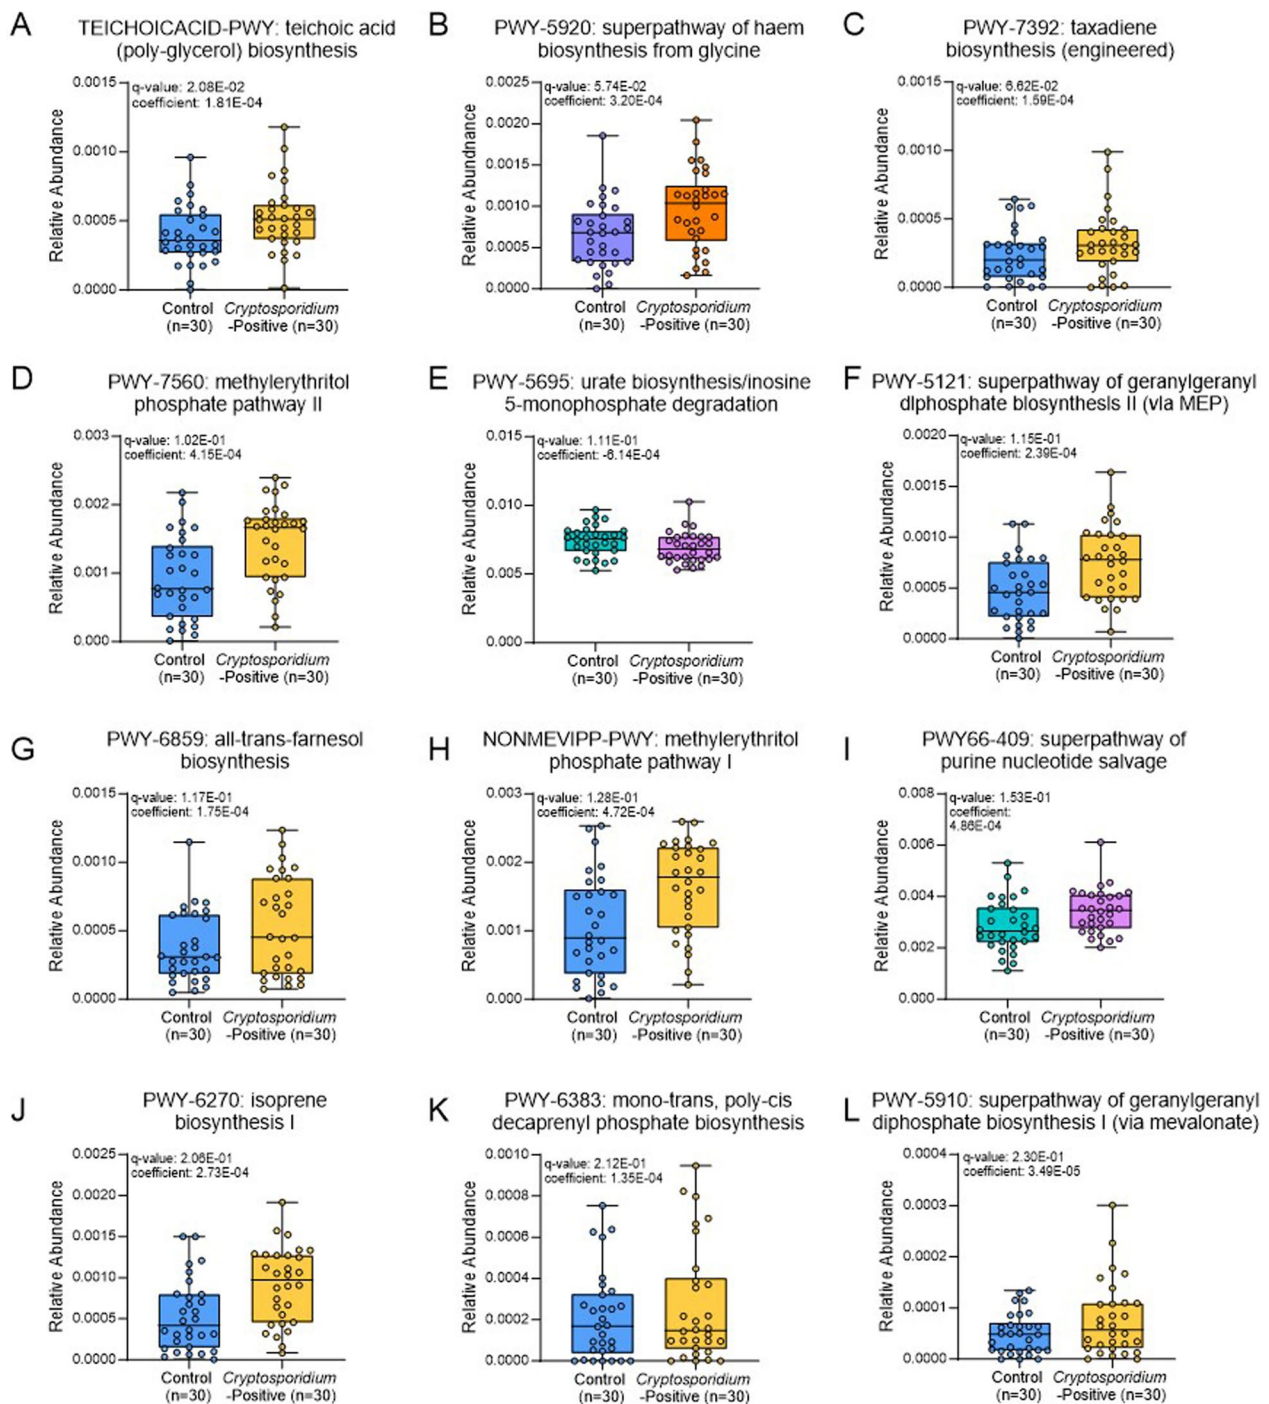 A
TEICHOICACID-PWY: teichoic acid
(poly-glycerol) biosynthesis
q-value: 2.08E-02
coefficient: 1.81E-04
Relative Abundance
0.0015
0.0010
0.0005
0.0000
Control
(n=30)
Cryptosporidium
-Positive (n=30)
B
PWY-5920: superpathway of haem
biosynthesis from glycine
q-value: 5.74E-02
coefficient: 3.20E-04
Relative Abundnance
0.0025
0.0020
0.0015
0.0010
0.0005
0.0000
Control
(n=30)
Cryptosporidium
-Positive (n=30)
C
PWY-7392: taxadiene
biosynthesis (engineered)
q-value: 6.62E-02
coefficient: 1.59E-04
Relative Abundance
0.0015
0.0010
0.0005
0.0000
Control
(n=30)
Cryptosporidium
-Positive (n=30)
D
PWY-7560: methylerythritol
phosphate pathway II
q-value: 1.02E-01
coefficient: 4.15E-04
Relative Abundance
0.003
0.002
0.001
0.000
Control
(n=30)
Cryptosporidium
-Positive (n=30)
E
PWY-5695: urate biosynthesis/inosine
5-monophosphate degradation
q-value: 1.11E-01
coefficient: -6.14E-04
Relative Abundance
0.015
0.010
0.005
0.000
Control
(n=30)
Cryptosporidium
-Positive (n=30)
F
PWY-5121: superpathway of geranylgeranyl
diphosphate biosynthesis II (via MEP)
q-value: 1.15E-01
coefficient: 2.39E-04
Relative Abundance
0.0020
0.0015
0.0010
0.0005
0.0000
Control
(n=30)
Cryptosporidium
-Positive (n=30)
G
PWY-6859: all-trans-farnesol
biosynthesis
q-value: 1.17E-01
coefficient: 1.75E-04
Relative Abundance
0.0015
0.0010
0.0005
0.0000
Control
(n=30)
Cryptosporidium
-Positive (n=30)
H
NONMEVIPP-PWY: methylerythritol
phosphate pathway I
q-value: 1.28E-01
coefficient: 4.72E-04
Relative Abundance
0.003
0.002
0.001
0.000
Control
(n=30)
Cryptosporidium
-Positive (n=30)
I
PWY66-409: superpathway of
purine nucleotide salvage
q-value: 1.53E-01
coefficient:
4.86E-04
Relative Abundance
0.008
0.006
0.004
0.002
0.000
Control
(n=30)
Cryptosporidium
-Positive (n=30)
J
PWY-6270: isoprene
biosynthesis I
q-value: 2.06E-01
coefficient: 2.73E-04
Relative Abundance
0.0025
0.0020
0.0015
0.0010
0.0005
0.0000
Control
(n=30)
Cryptosporidium
-Positive (n=30)
K
PWY-6383: mono-trans, poly-cis
decaprenyl phosphate biosynthesis
q-value: 2.12E-01
coefficient: 1.35E-04
Relative Abundance
0.0010
0.0008
0.0006
0.0004
0.0002
0.0000
Control
(n=30)
Cryptosporidium
-Positive (n=30)
L
PWY-5910: superpathway of geranylgeranyl
diphosphate biosynthesis I (via mevalonate)
q-value: 2.30E-01
coefficient: 3.49E-05
Relative Abundance
0.0004
0.0003
0.0002
0.0001
0.0000
Control
(n=30)
Cryptosporidium
-Positive (n=30)